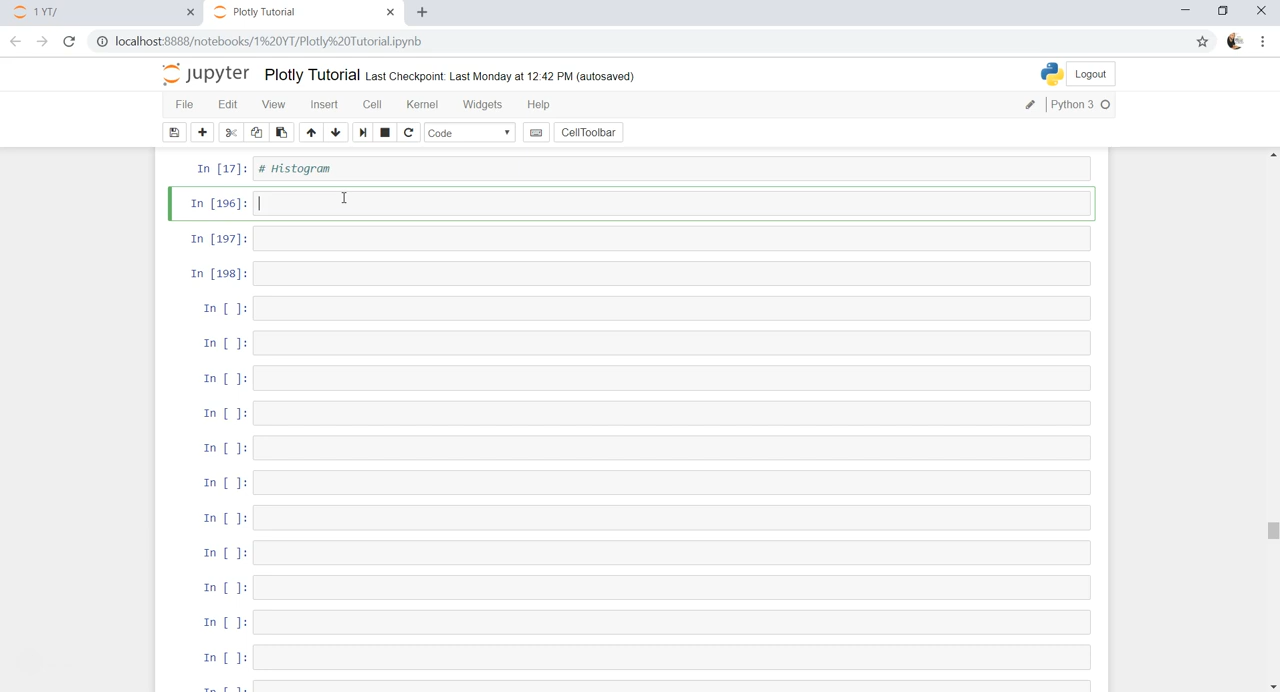 1 YT/
Plotly Tutorial
localhost:8888/notebooks/1%20YT/Plotly%20Tutorial.ipynb
jupyter Plotly Tutorial Last Checkpoint: Last Monday at 12:42 PM (autosaved)
Logout
File Edit View Insert Cell Kernel Widgets Help
Python 3
Code
CellToolbar
In [17]: # Histogram
In [196]:
In [197]:
In [198]:
In [ ]:
In [ ]:
In [ ]:
In [ ]:
In [ ]:
In [ ]:
In [ ]:
In [ ]:
In [ ]:
In [ ]:
In [ ]:
In [ ]: